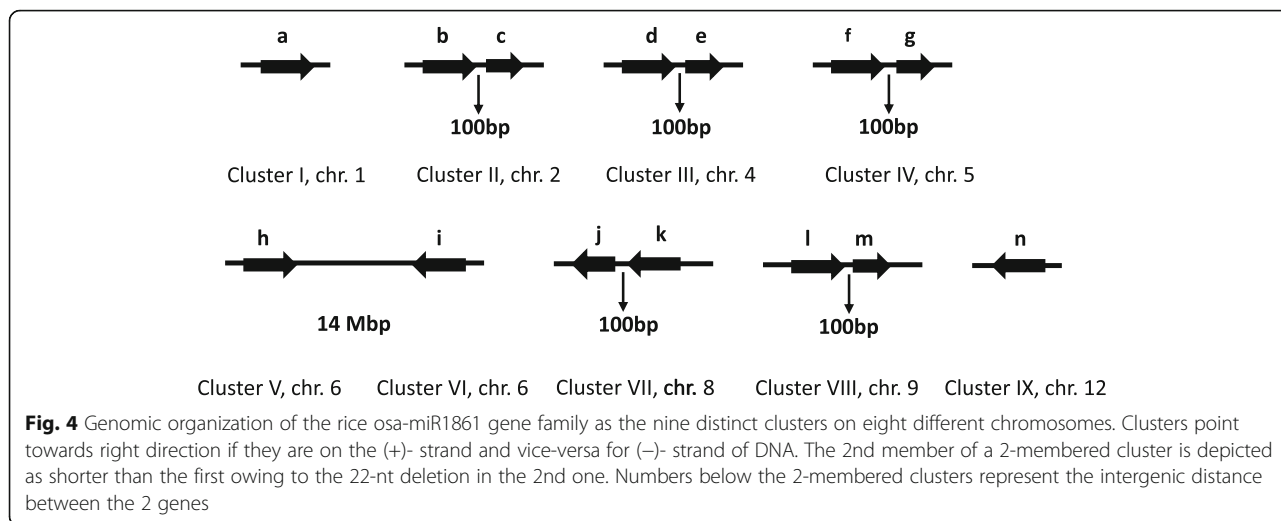 a b c d e f g
100bp 100bp 100bp
Cluster I, chr. 1 Cluster II, chr. 2 Cluster III, chr. 4 Cluster IV, chr. 5
h i j k l m n
14 Mbp 100bp 100bp
Cluster V, chr. 6 Cluster VI, chr. 6 Cluster VII, chr. 8 Cluster VIII, chr. 9 Cluster IX, chr. 12
Fig. 4 Genomic organization of the rice osa-miR1861 gene family as the nine distinct clusters on eight different chromosomes. Clusters point
towards right direction if they are on the (+)- strand and vice-versa for (−)- strand of DNA. The 2nd member of a 2-membered cluster is depicted
as shorter than the first owing to the 22-nt deletion in the 2nd one. Numbers below the 2-membered clusters represent the intergenic distance
between the 2 genes